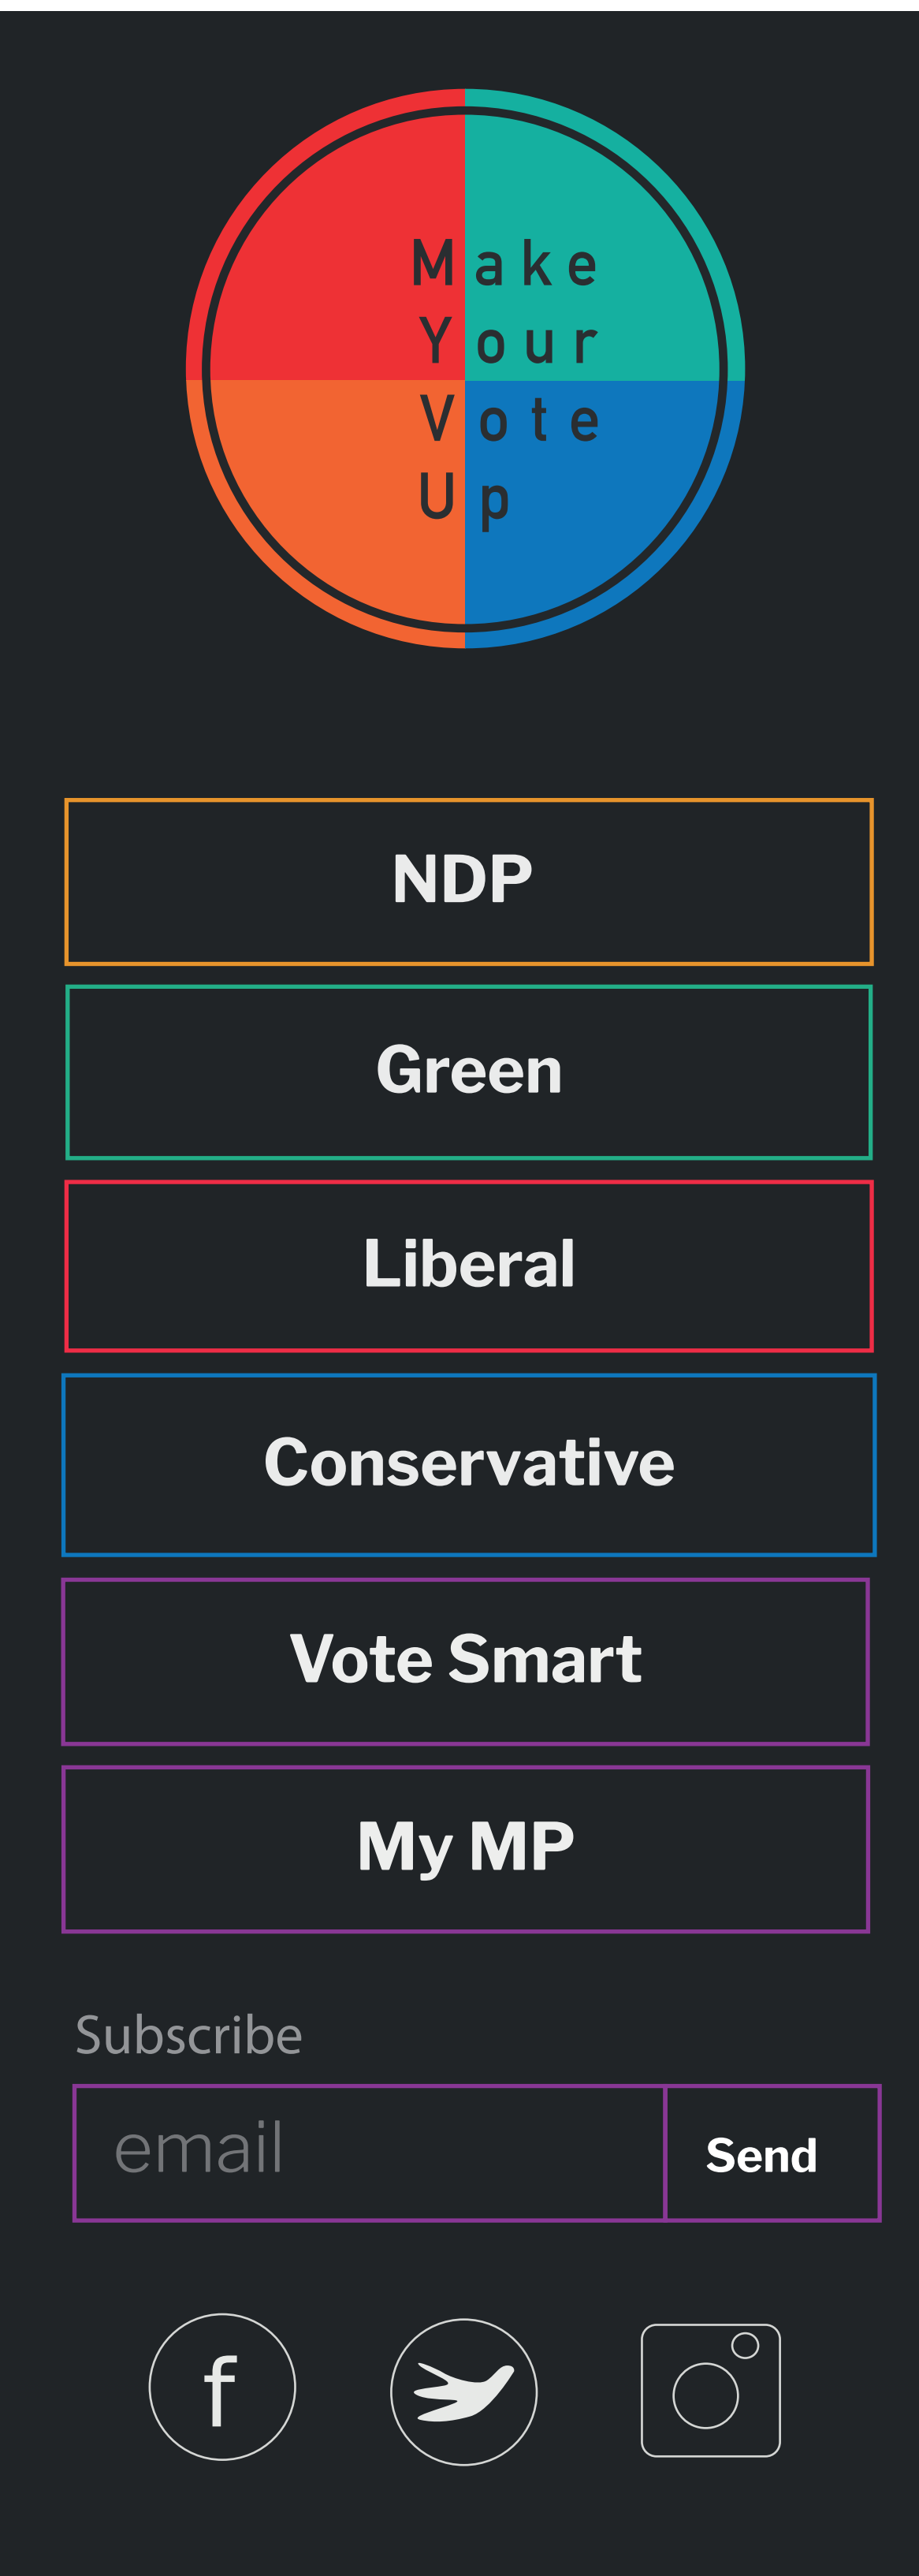 Make
Your
Vote
Up
NDP
Green
Liberal
Conservative
Vote Smart
My MP
Subscribe
email
Send
f